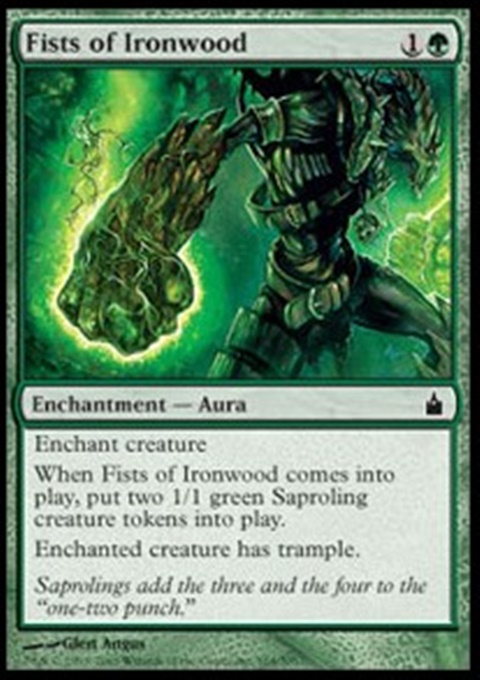 Fists of Ironwood 1
Enchantment — Aura
Enchant creature
When Fists of Ironwood comes into
play, put two 1/1 green Saproling
creature tokens into play.
Enchanted creature has trample.
Saprolings add the three and the four to the
“one-two punch.”
Glen Angus